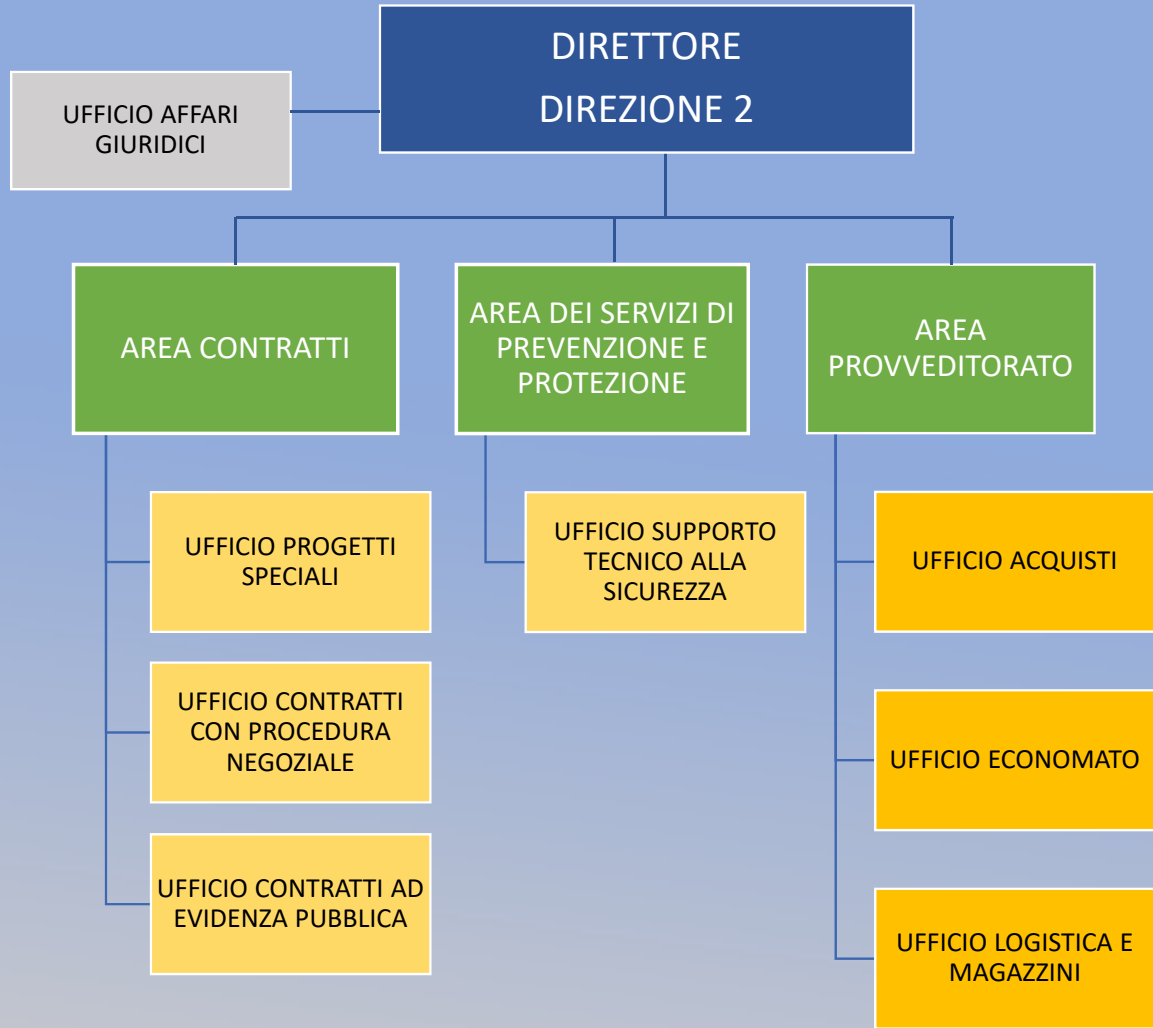 DIRETTORE
DIREZIONE 2
UFFICIO AFFARI
GIURIDICI
AREA CONTRATTI
AREA DEI SERVIZI DI
PREVENZIONE E
PROTEZIONE
AREA
PROVVEDITORATO
UFFICIO PROGETTI
SPECIALI
UFFICIO CONTRATTI
CON PROCEDURA
NEGOZIALE
UFFICIO CONTRATTI AD
EVIDENZA PUBBLICA
UFFICIO SUPPORTO
TECNICO ALLA
SICUREZZA
UFFICIO ACQUISTI
UFFICIO ECONOMATO
UFFICIO LOGISTICA E
MAGAZZINI